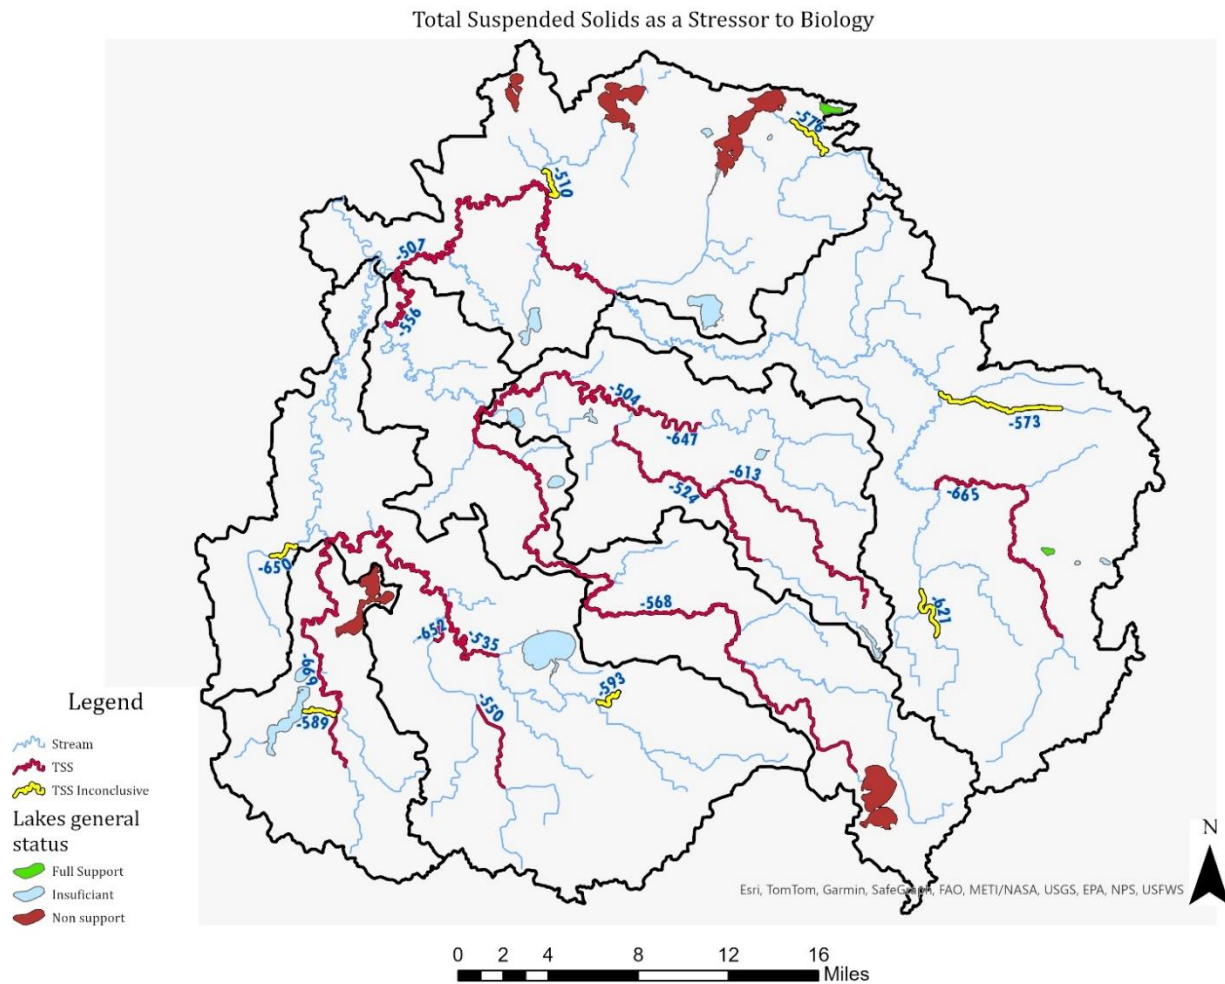 Total Suspended Solids as a Stressor to Biology
-576
-510
-507
-556
-504
-573
-647
-613
-524
-665
-650
-568
-621
-652
-535
-669
-593
-550
-589
Legend
Stream
TSS
TSS Inconclusive
Lakes general
status
Full Support
Insuficiant
Non support
N
Esri, TomTom, Garmin, SafeGraph, FAO, METI/NASA, USGS, EPA, NPS, USFWS
0 2 4 8 12 16
Miles